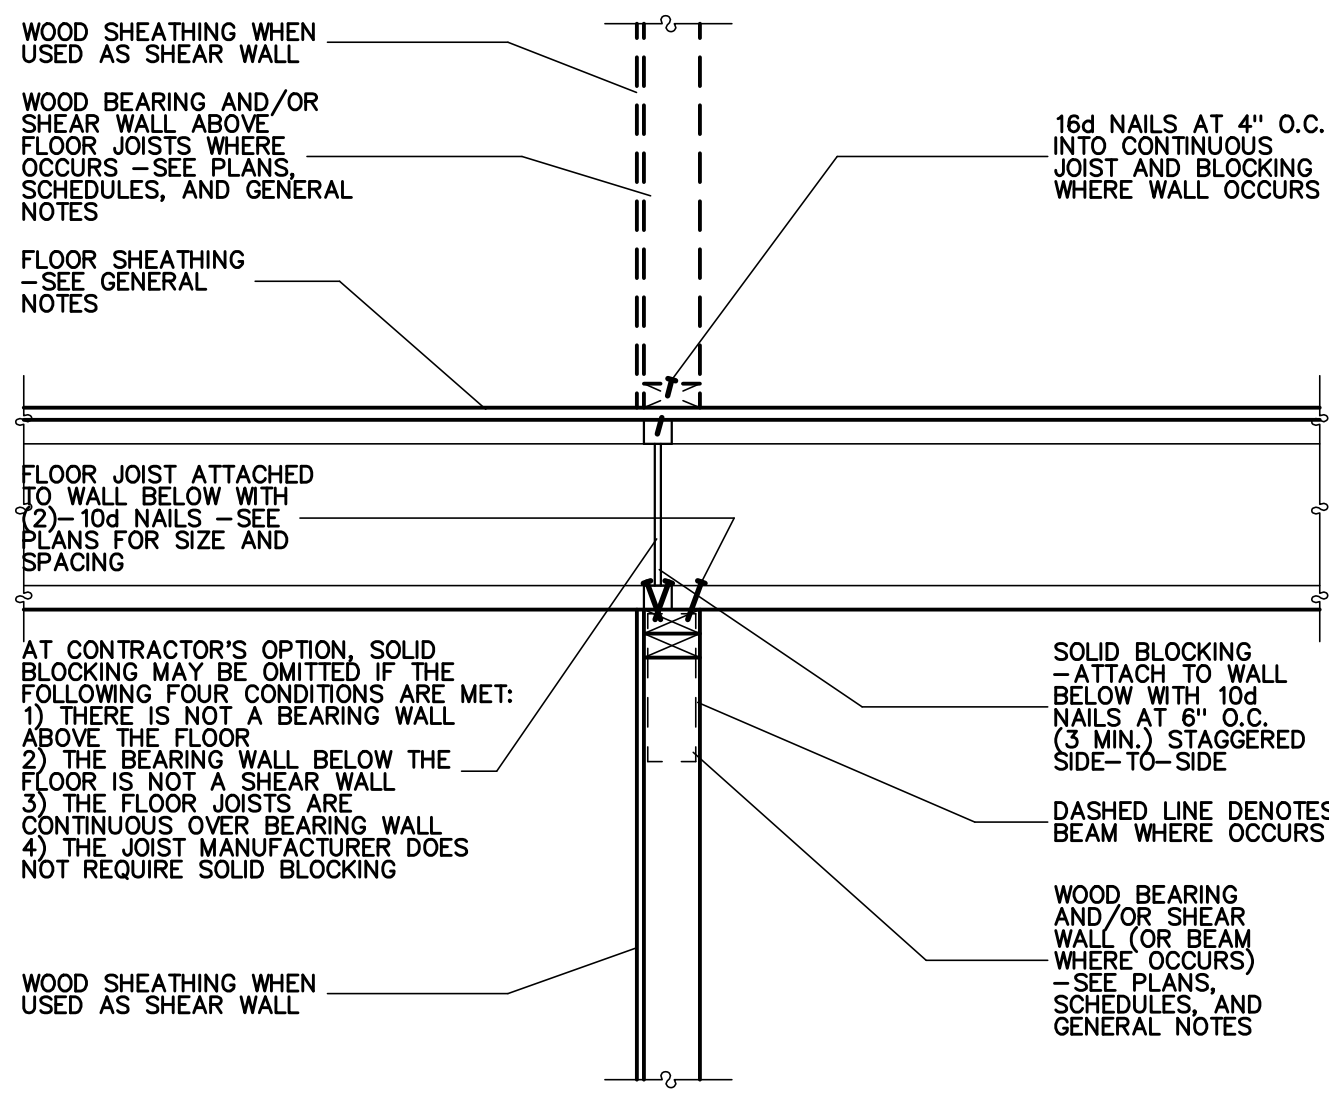 WOOD SHEATHING WHEN
USED AS SHEAR WALL
WOOD BEARING AND/OR
SHEAR WALL ABOVE
FLOOR JOISTS WHERE
OCCURS -SEE PLANS,
SCHEDULES, AND GENERAL
NOTES
FLOOR SHEATHING
-SEE GENERAL
NOTES
FLOOR JOIST ATTACHED
TO WALL BELOW WITH
(2)-10d NAILS -SEE
PLANS FOR SIZE AND
SPACING
AT CONTRACTOR'S OPTION, SOLID
BLOCKING MAY BE OMITTED IF THE
FOLLOWING FOUR CONDITIONS ARE MET:
1) THERE IS NOT A BEARING WALL
ABOVE THE FLOOR
2) THE BEARING WALL BELOW THE
FLOOR IS NOT A SHEAR WALL
3) THE FLOOR JOISTS ARE
CONTINUOUS OVER BEARING WALL
4) THE JOIST MANUFACTURER DOES
NOT REQUIRE SOLID BLOCKING
WOOD SHEATHING WHEN
USED AS SHEAR WALL
16d NAILS AT 4" O.C.
INTO CONTINUOUS
JOIST AND BLOCKING
WHERE WALL OCCURS
SOLID BLOCKING
-ATTACH TO WALL
BELOW WITH 10d
NAILS AT 6" O.C.
(3 MIN.) STAGGERED
SIDE-TO-SIDE
DASHED LINE DENOTES
BEAM WHERE OCCURS
WOOD BEARING
AND/OR SHEAR
WALL (OR BEAM
WHERE OCCURS)
-SEE PLANS,
SCHEDULES, AND
GENERAL NOTES